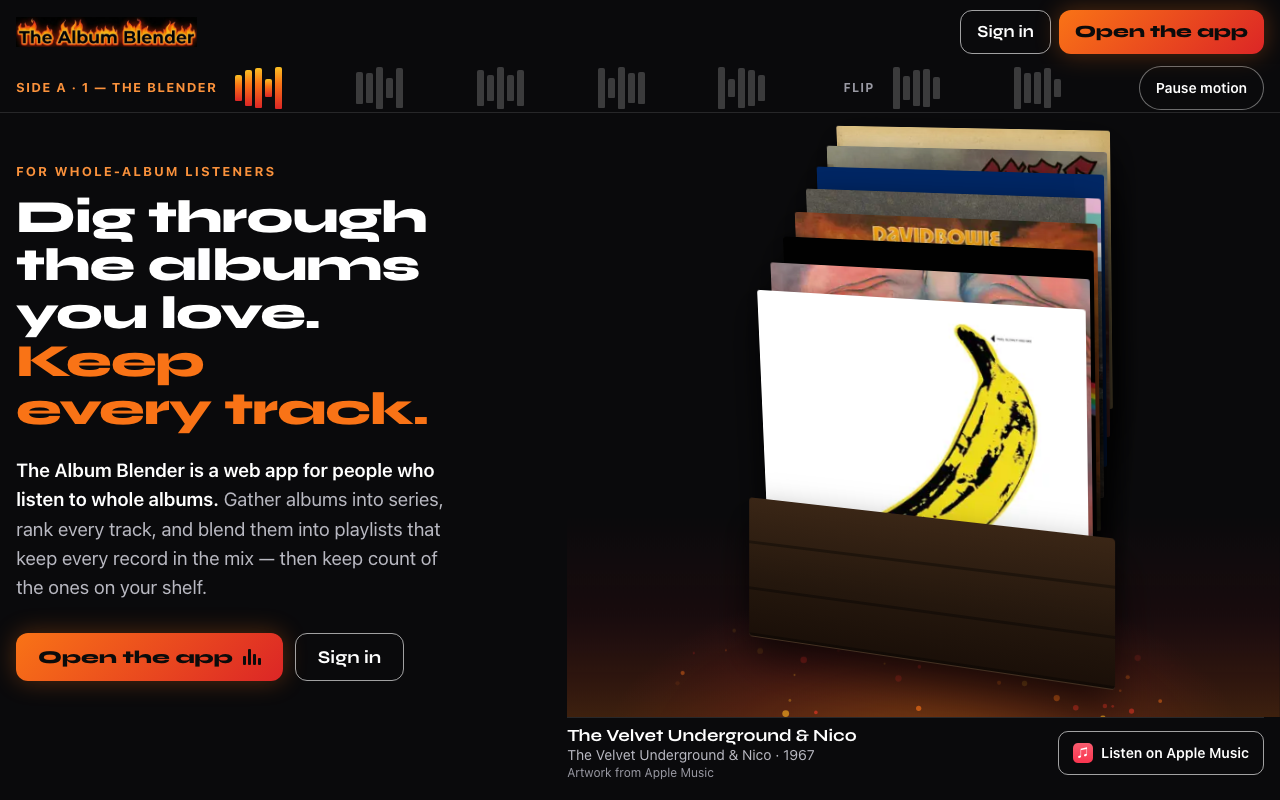 The Album Blender
Sign in
Open the app
SIDE A · 1 — THE BLENDER
FLIP
Pause motion
FOR WHOLE-ALBUM LISTENERS
Dig through
the albums
you love.
Keep
every track.
The Album Blender is a web app for people who
listen to whole albums. Gather albums into series,
rank every track, and blend them into playlists that
keep every record in the mix — then keep count of
the ones on your shelf.
Open the app
Sign in
DAVID BOWIE
The Velvet Underground & Nico
The Velvet Underground & Nico · 1967
Artwork from Apple Music
Listen on Apple Music